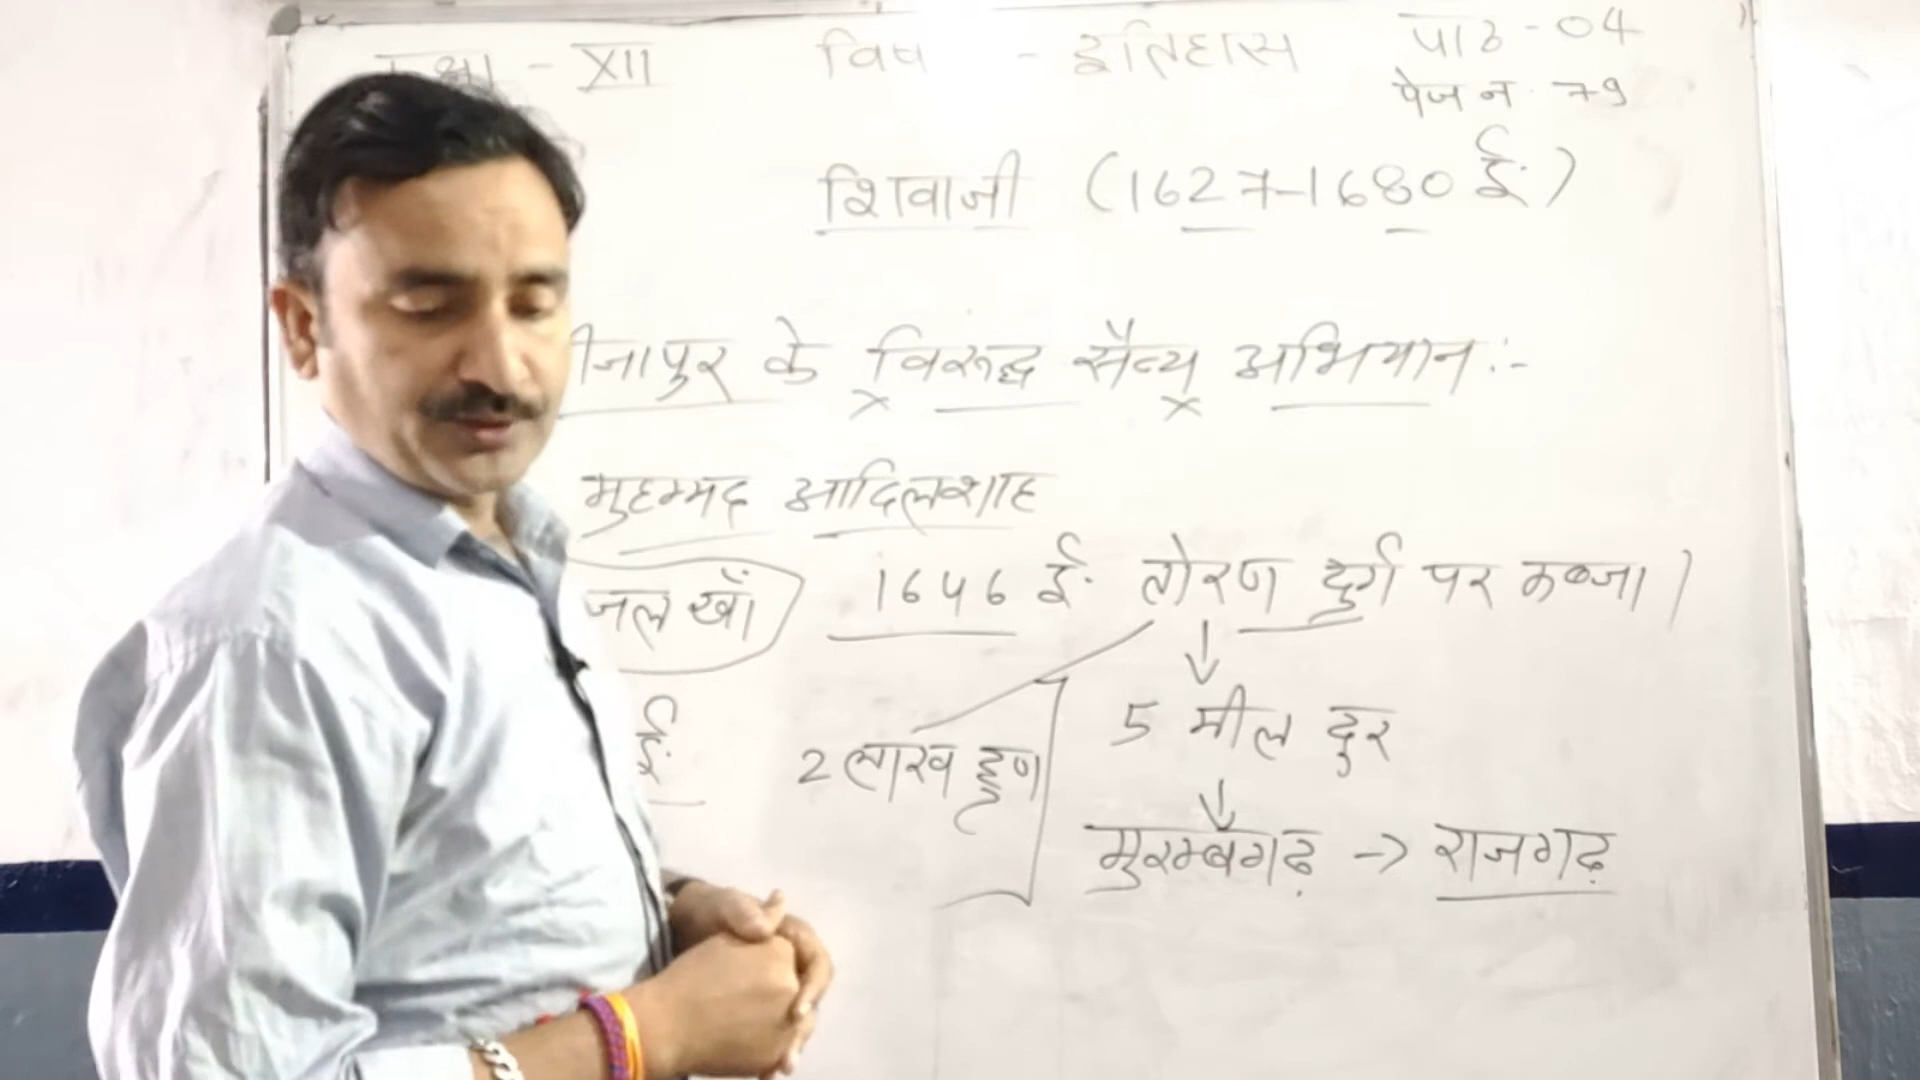 XII विषय - इतिहास पाठ - 04
पेज न. 79
शिवाजी (1627-1680 ई.)
ीजापुर के विरुद्ध सैन्य अभियान :-
मुहम्मद आदिलशाह
जल खाँ 1646 ई. तोरण दुर्ग पर कब्जा।
ई. 2 लाख हूण 5 मील दुर
मुरम्बगढ़ -> राजगढ़